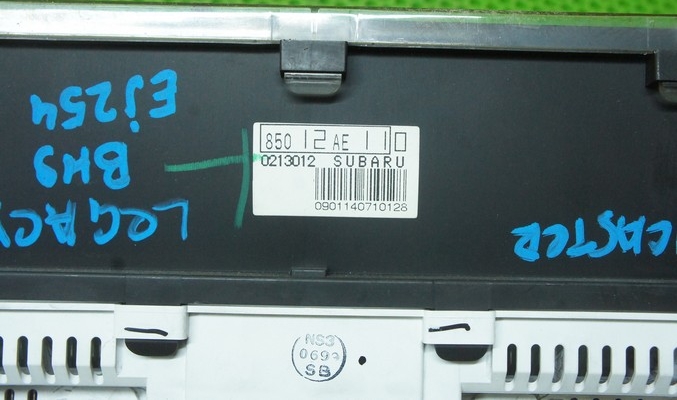 85012AE110
0213012 SUBARU
0901140710128
LEGACY
BH9
EJ254
NS3
SB